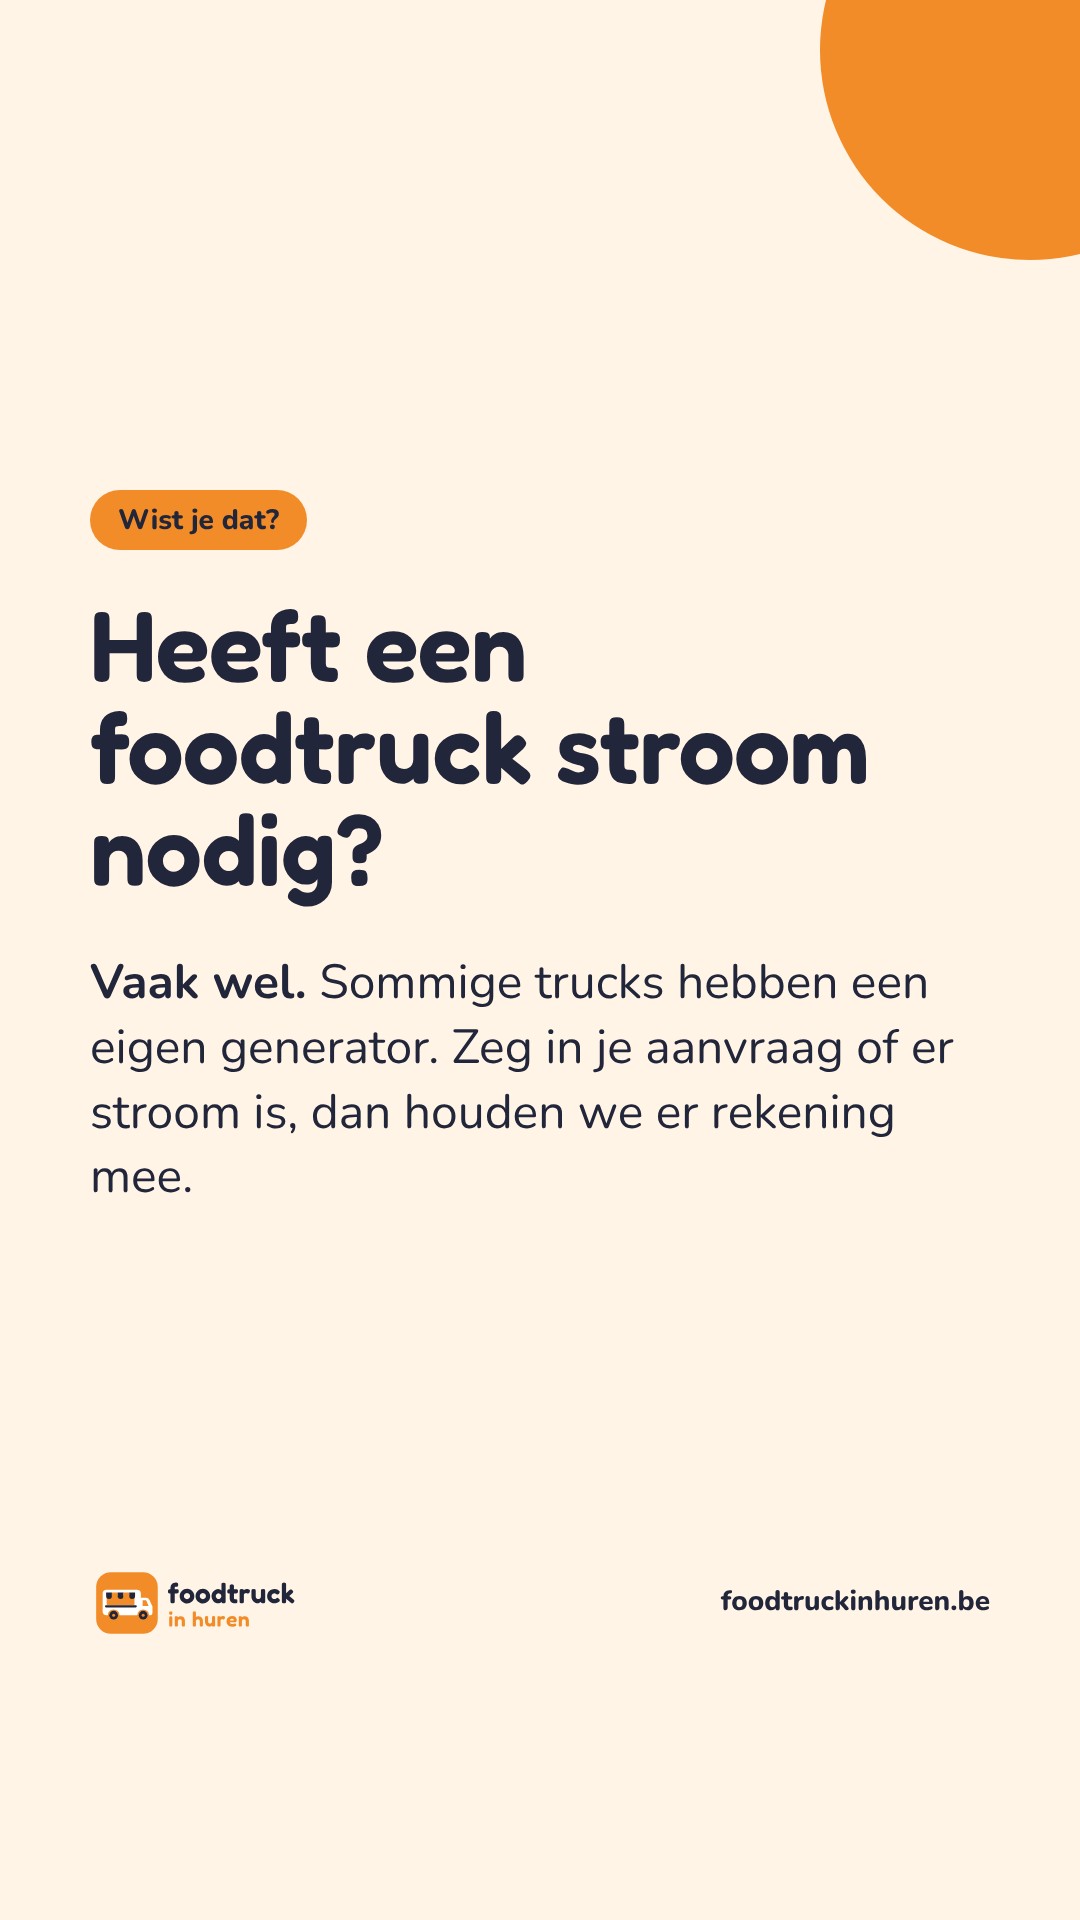 Wist je dat?
Heeft een
foodtruck stroom
nodig?
Vaak wel. Sommige trucks hebben een
eigen generator. Zeg in je aanvraag of er
stroom is, dan houden we er rekening
mee.
foodtruck
in huren
foodtruckinhuren.be